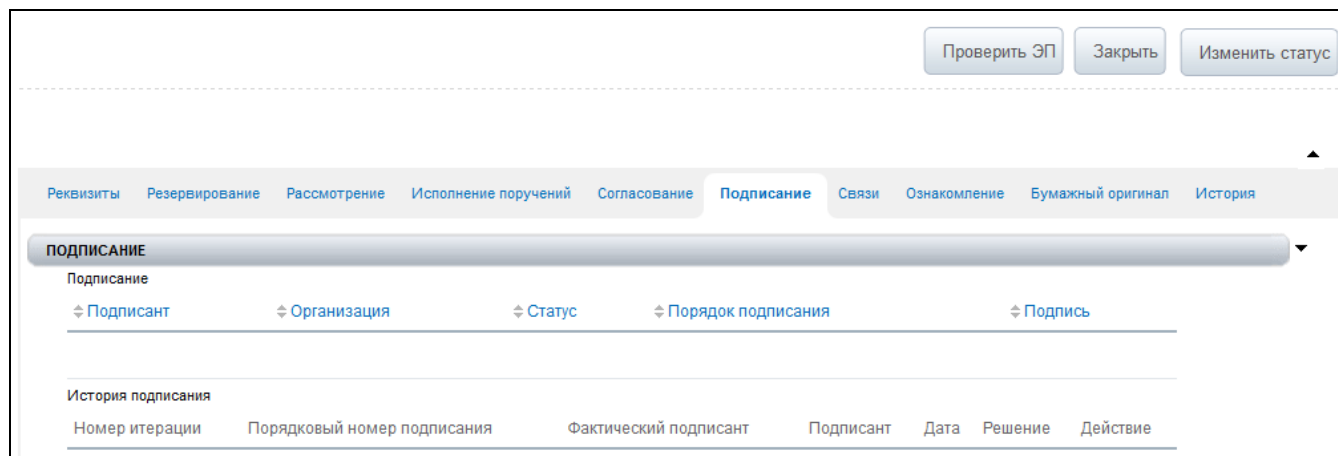 Проверить ЭП Закрыть Изменить статус
Реквизиты Резервирование Рассмотрение Исполнение поручений Согласование Подписание Связи Ознакомление Бумажный оригинал История
ПОДПИСАНИЕ
Подписание
Подписант Организация Статус Порядок подписания Подпись
История подписания
Номер итерации Порядковый номер подписания Фактический подписант Подписант Дата Решение Действие